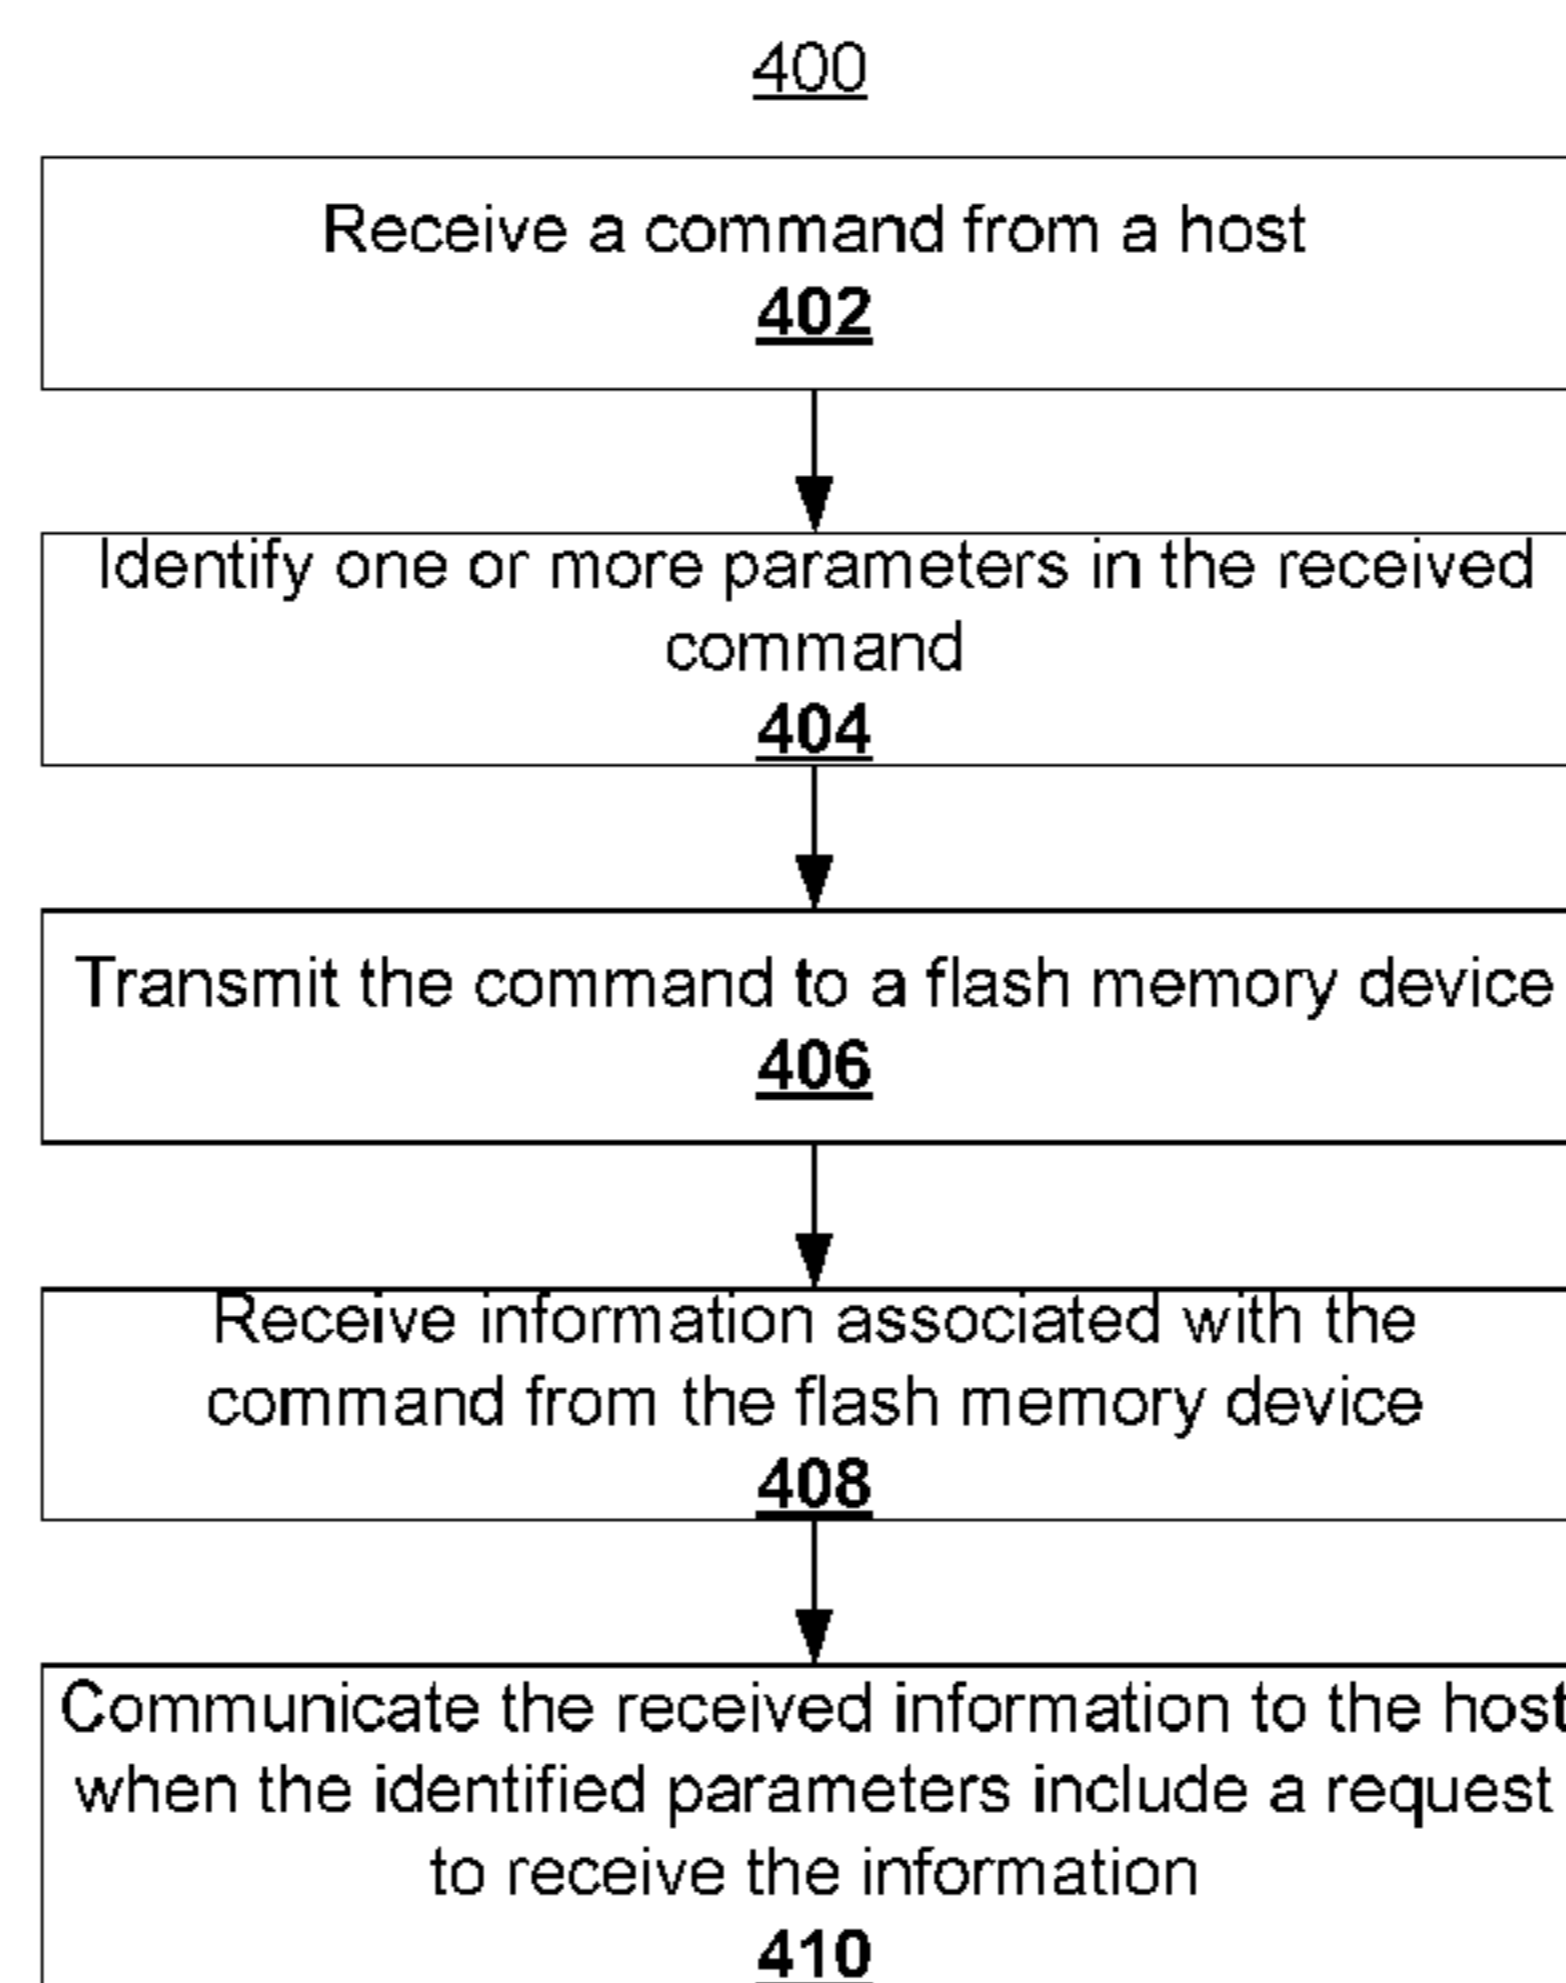 400
Receive a command from a host
402
Identify one or more parameters in the received
command
404
Transmit the command to a flash memory device
406
Receive information associated with the
command from the flash memory device
408
Communicate the received information to the host
when the identified parameters include a request
to receive the information
410